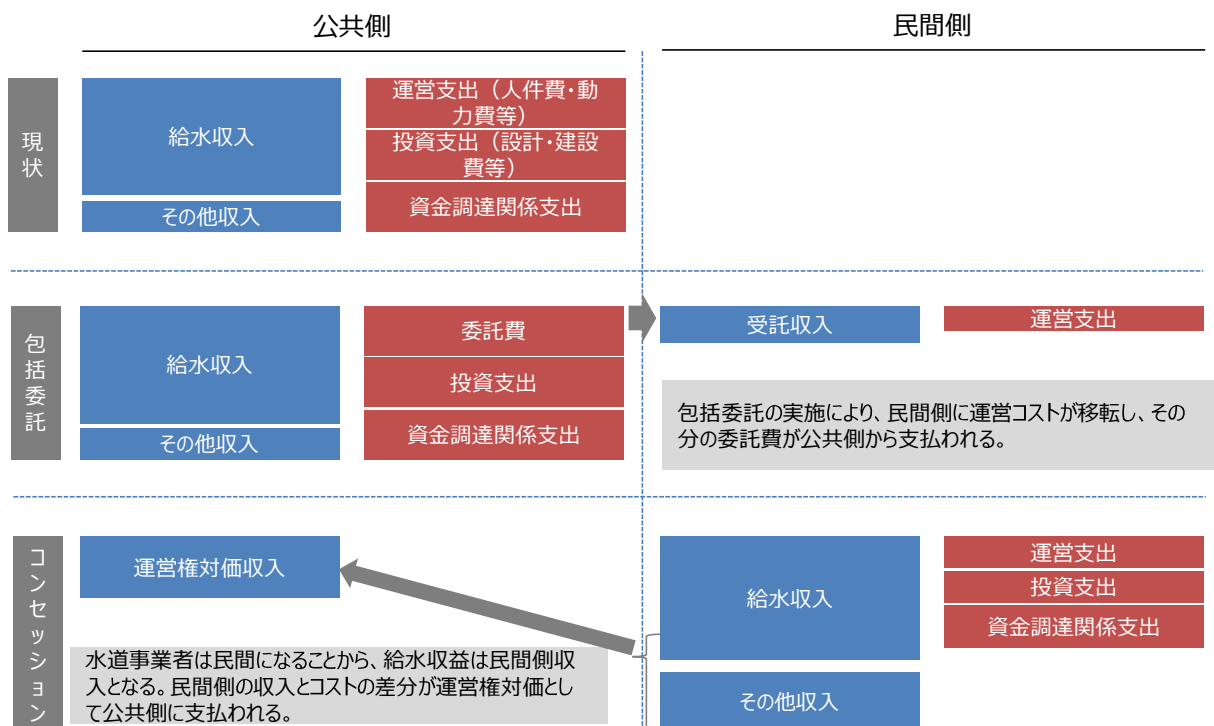 公共側
民間側
現状
給水収入
その他収入
運営支出（人件費・動
力費等）
投資支出（設計・建設
費等）
資金調達関係支出
包括委託
給水収入
その他収入
委託費
投資支出
資金調達関係支出
受託収入
運営支出
包括委託の実施により、民間側に運営コストが移転し、その
分の委託費が公共側から支払われる。
コンセッション
運営権対価収入
水道事業者は民間になることから、給水収益は民間側収
入となる。民間側の収入とコストの差分が運営権対価とし
て公共側に支払われる。
給水収入
その他収入
運営支出
投資支出
資金調達関係支出